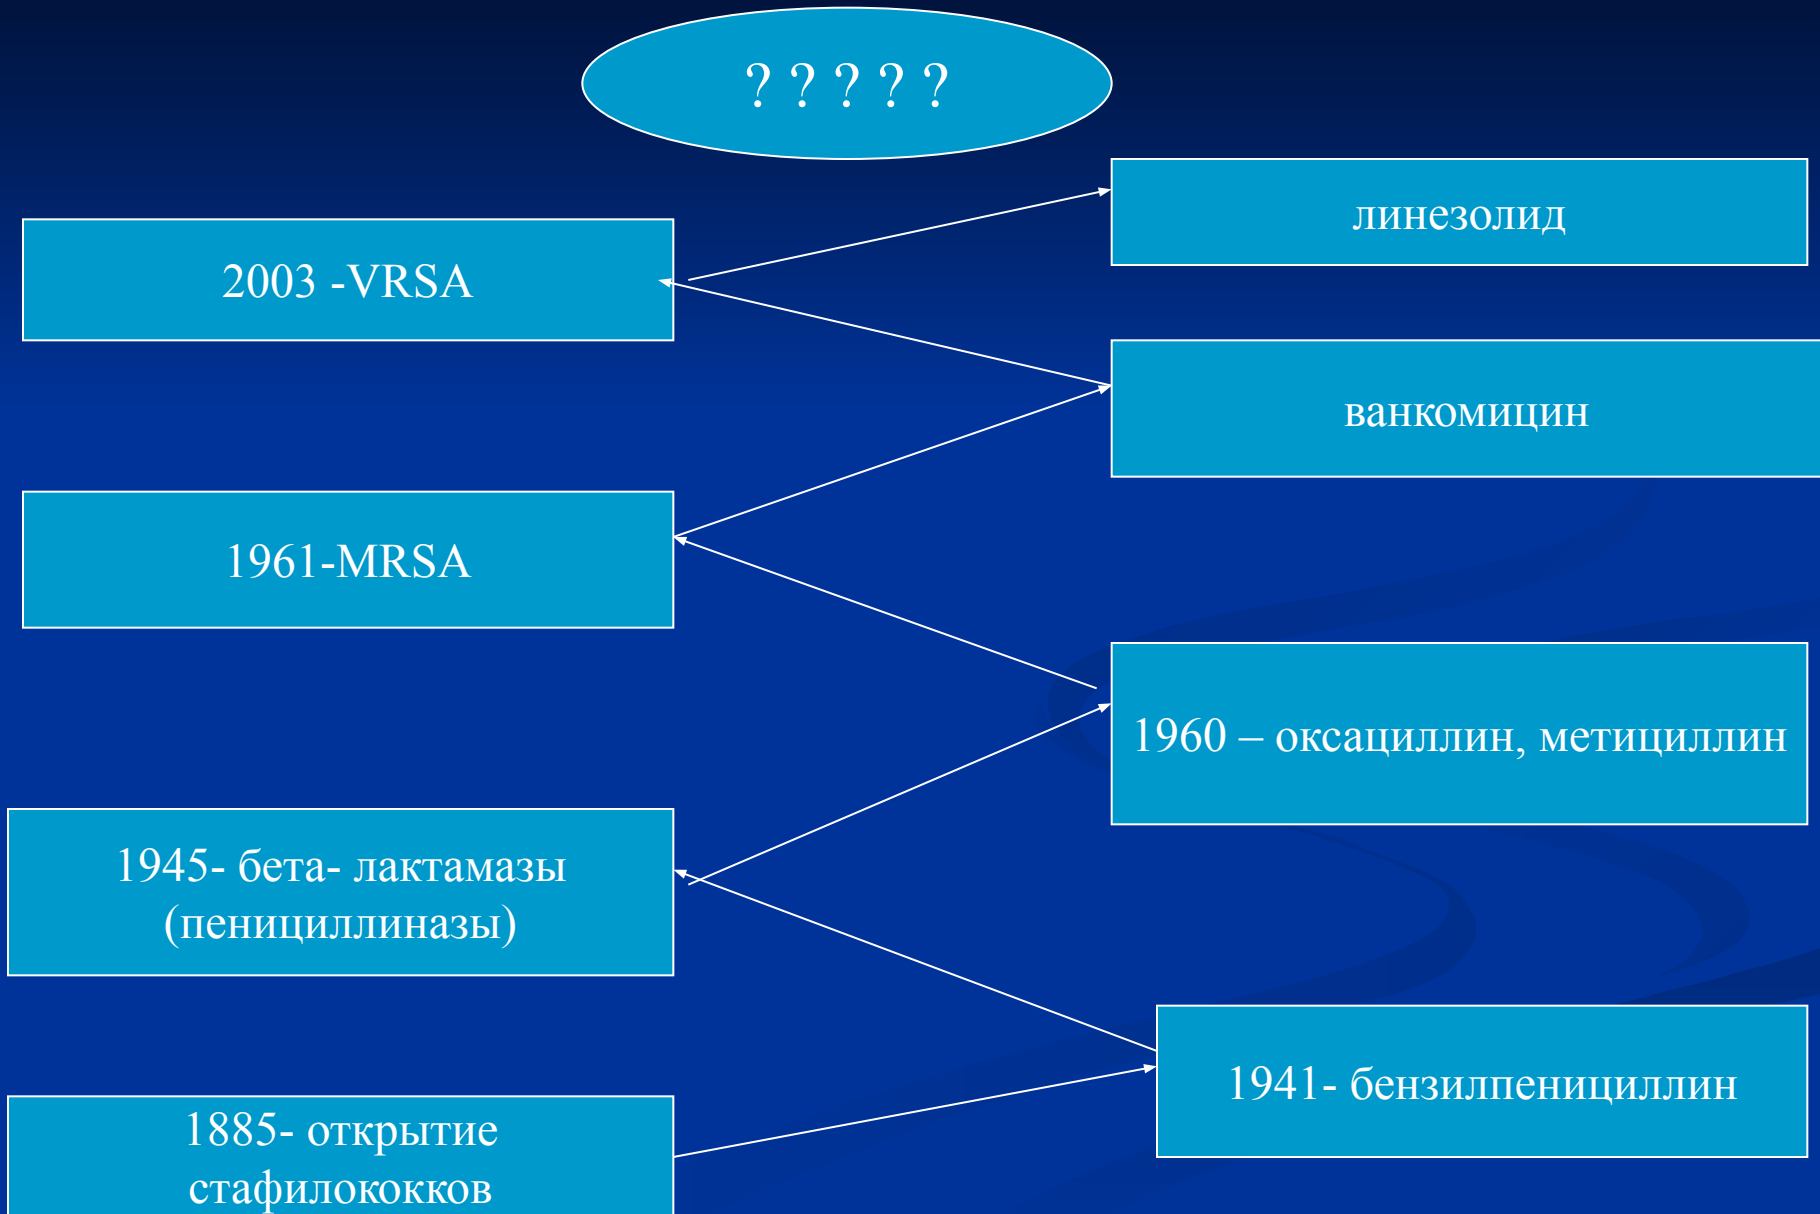 ? ? ? ? ?
линезолид
2003 -VRSA
ванкомицин
1961-MRSA
1960 – оксациллин, метициллин
1945- бета- лактамазы
(пенициллиназы)
1941- бензилпенициллин
1885- открытие
стафилококков